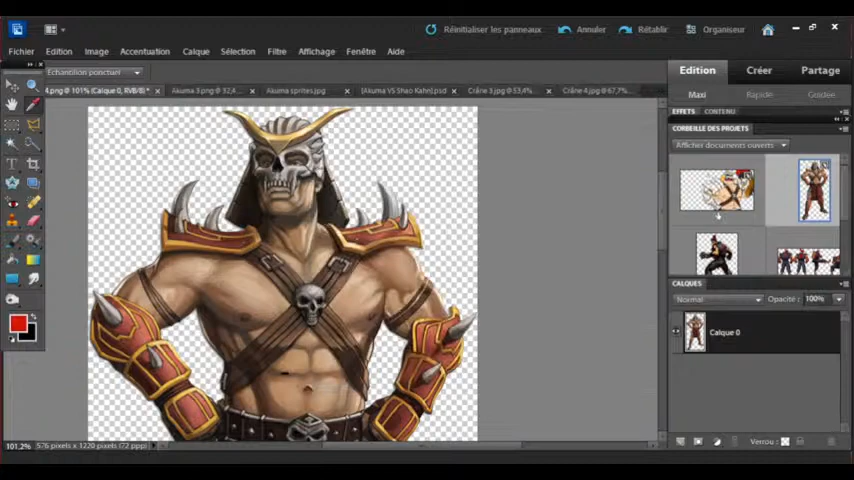 Réinitialiser les panneaux Annuler Rétablir Organiseur
Fichier Edition Image Accentuation Calque Sélection Filtre Affichage Fenêtre Aide
Echantillon ponctuel
4.png @ 101% (Calque 0, RVB/8) * Akuma 3.png @ 32,4... Akuma sprites.jpg (Akuma VS Shao Kahn).psd Crâne 3.jpg @ 53,4%... Crâne 4.jpg @ 67,7%...
Edition Créer Partage
Maxi Rapide Guidée
EFFETS CONTENU
CORBEILLE DES PROJETS
Afficher documents ouverts
CALQUES
Normal Opacité : 100%
Calque 0
Verrou :
101,2% 576 pixels x 1220 pixels (72 ppp)